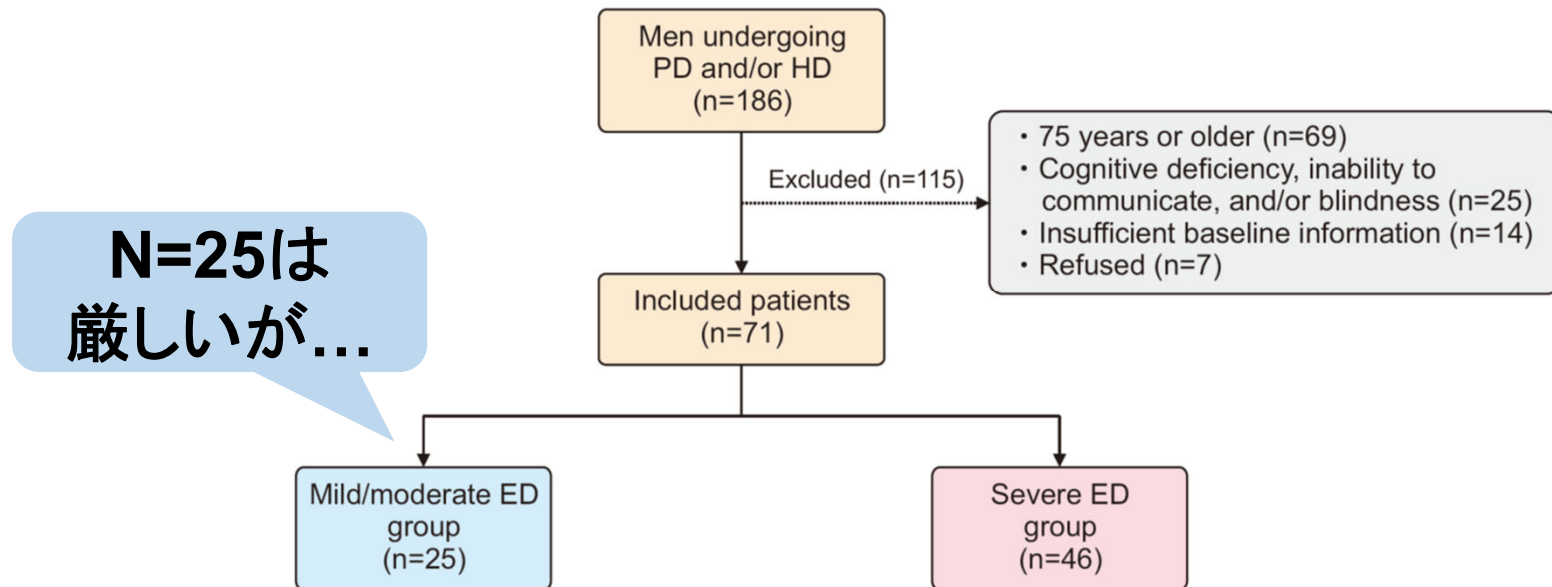 Men undergoing
PD and/or HD
(n=186)
・75 years or older (n=69)
・Cognitive deficiency, inability to
communicate, and/or blindness (n=25)
・Insufficient baseline information (n=14)
・Refused (n=7)
Excluded (n=115)
N=25は
厳しいが…
Included patients
(n=71)
Mild/moderate ED
group
(n=25)
Severe ED
group
(n=46)